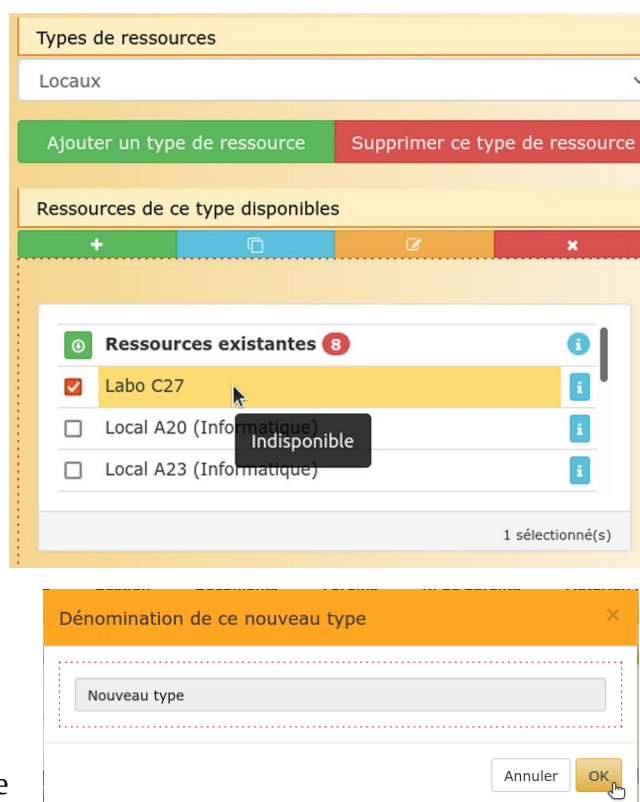 Types de ressources
Locaux
Ajouter un type de ressource
Supprimer ce type de ressource
Ressources de ce type disponibles
Ressources existantes 8
Labo C27
Local A20 (Informatique)
Indisponible
Local A23 (Informatique)
1 sélectionné(s)
Dénomination de ce nouveau type
Nouveau type
Annuler OK